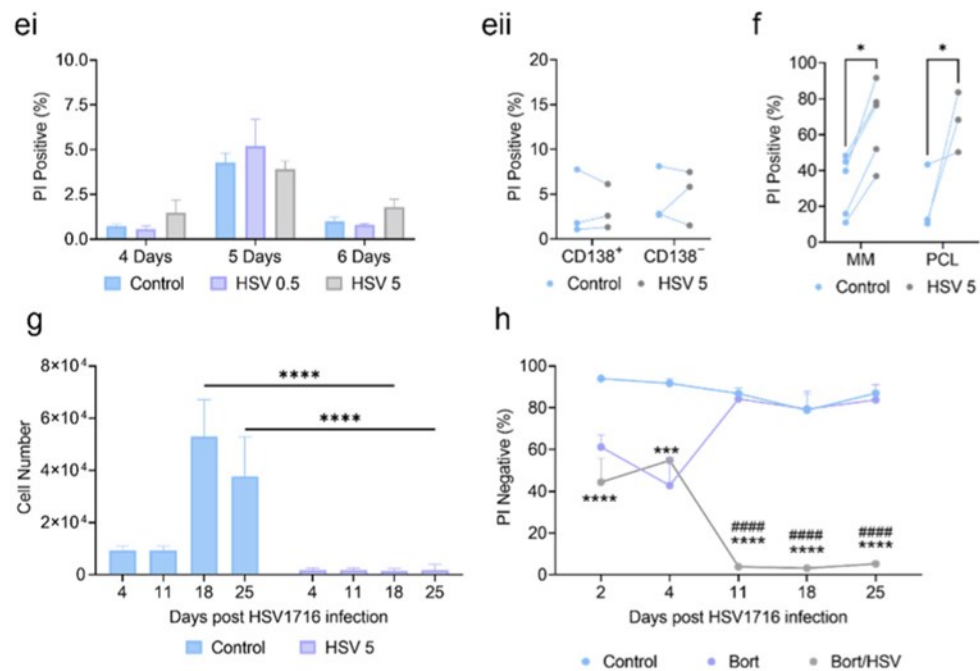 ei
PI Positive (%)
10.0
7.5
5.0
2.5
0.0
4 Days 5 Days 6 Days
Control HSV 0.5 HSV 5
eii
PI Positive (%)
20
15
10
5
0
CD138⁺ CD138⁻
Control HSV 5
f
PI Positive (%)
* *
100
80
60
40
20
0
MM PCL
Control HSV 5
g
Cell Number
8×10⁴
6×10⁴
4×10⁴
2×10⁴
0
****
****
4 11 18 25 4 11 18 25
Days post HSV1716 infection
Control HSV 5
h
PI Negative (%)
100
80
60
40
20
0
***
****
#### #### ####
**** **** ****
2 4 11 18 25
Days post HSV1716 infection
Control Bort Bort/HSV